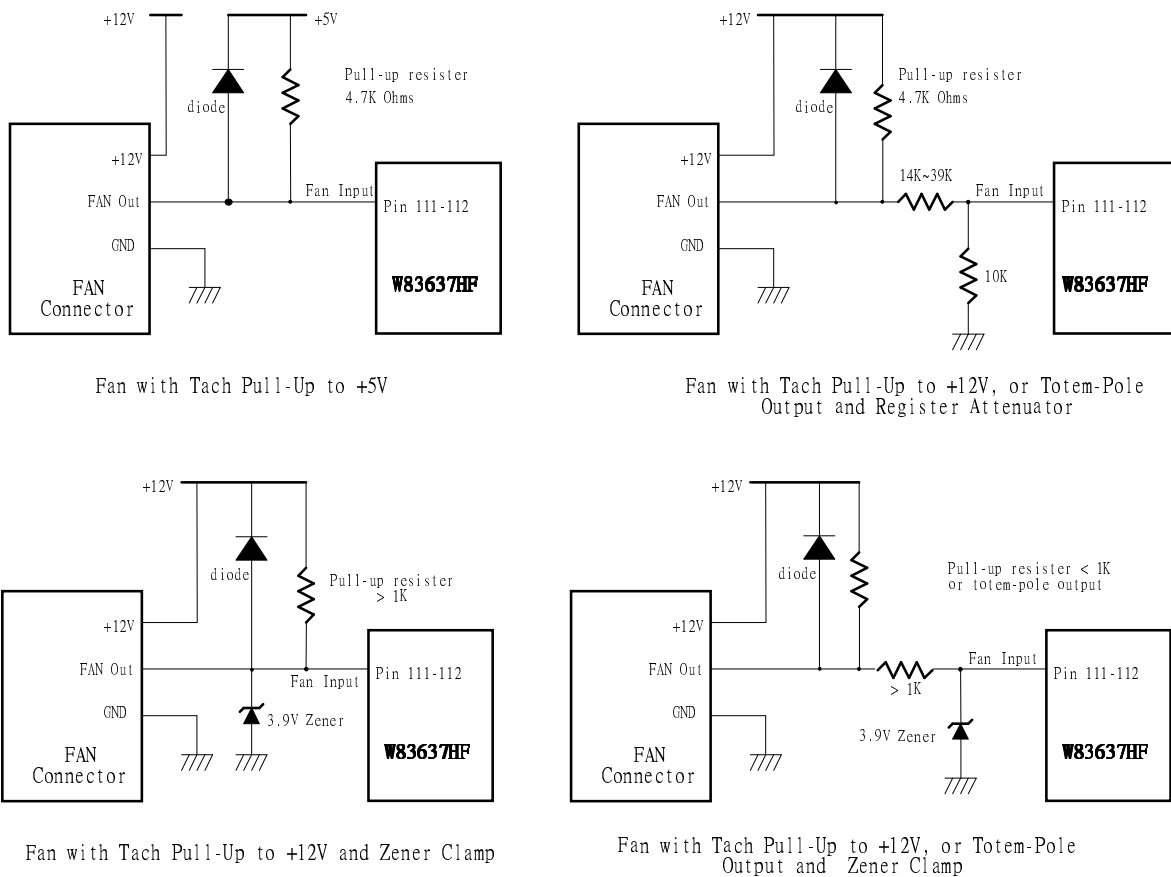 +12V
+5V
Pull-up resister
4.7K Ohms
diode
+12V
FAN Out
Fan Input
Pin 111-112
GND
FAN
Connector
W83637HF
Fan with Tach Pull-Up to +5V
+12V
Pull-up resister
4.7K Ohms
diode
+12V
14K~39K
FAN Out
Fan Input
Pin 111-112
GND
10K
FAN
Connector
W83637HF
Fan with Tach Pull-Up to +12V, or Totem-Pole
Output and Register Attenuator
+12V
diode
Pull-up resister
> 1K
+12V
FAN Out
Fan Input
Pin 111-112
GND
3.9V Zener
FAN
Connector
W83637HF
Fan with Tach Pull-Up to +12V and Zener Clamp
+12V
diode
Pull-up resister < 1K
or totem-pole output
+12V
FAN Out
Fan Input
Pin 111-112
> 1K
GND
3.9V Zener
FAN
Connector
W83637HF
Fan with Tach Pull-Up to +12V, or Totem-Pole
Output and Zener Clamp